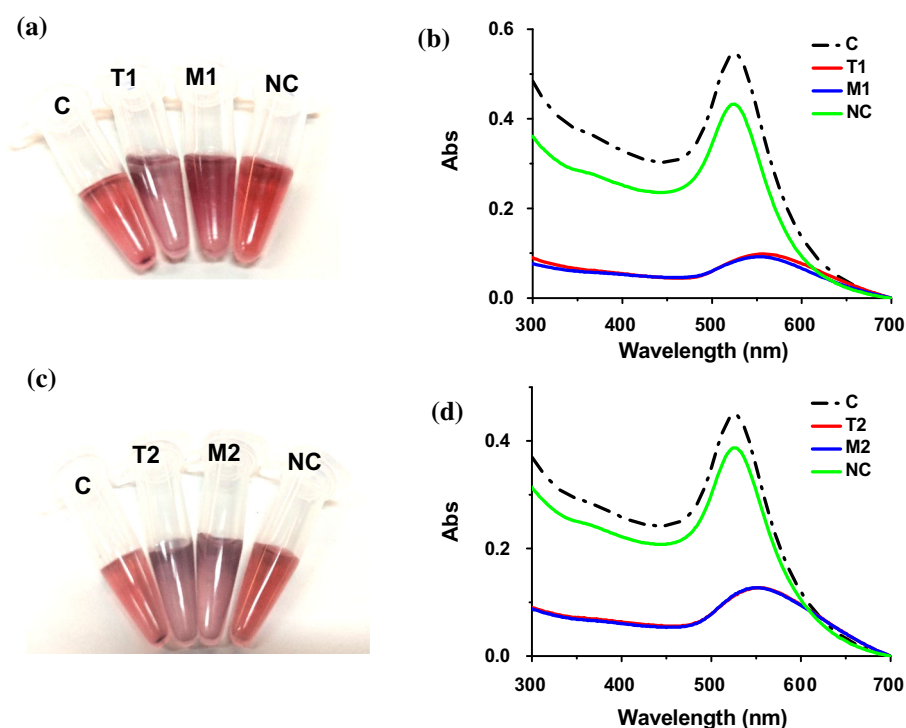 (a)
C
T1
M1
NC
(b)
0.6
0.4
0.2
0.0
Abs
300
400
500
600
700
Wavelength (nm)
C
T1
M1
NC
(c)
C
T2
M2
NC
(d)
0.4
0.2
0.0
Abs
300
400
500
600
700
Wavelength (nm)
C
T2
M2
NC